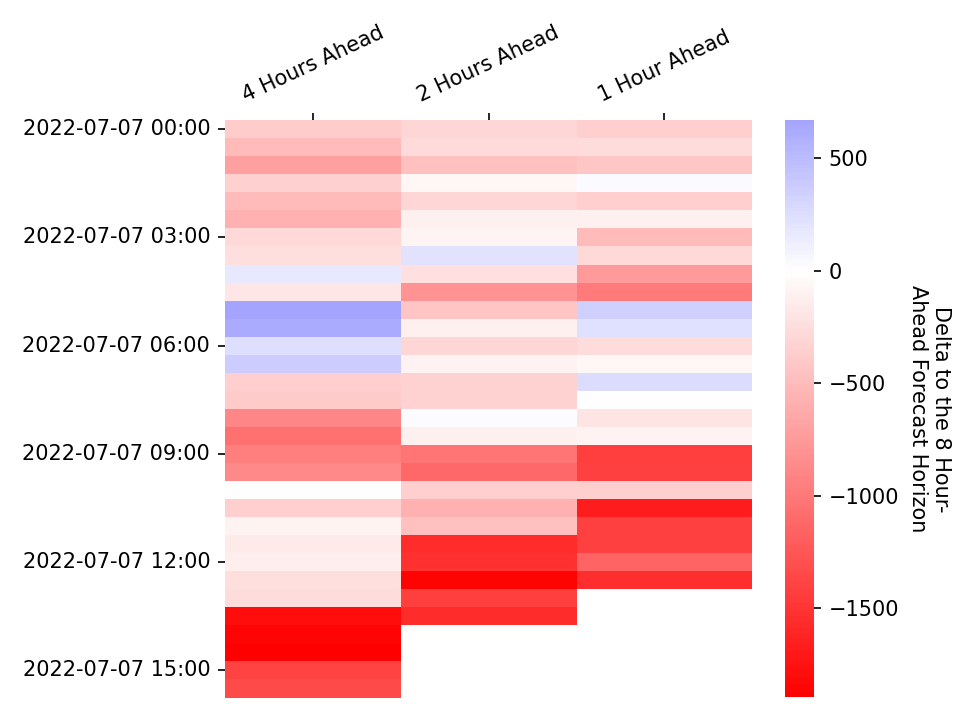 4 Hours Ahead
2 Hours Ahead
1 Hour Ahead
2022-07-07 00:00
2022-07-07 03:00
2022-07-07 06:00
2022-07-07 09:00
2022-07-07 12:00
2022-07-07 15:00
500
0
−500
−1000
−1500
Delta to the 8 Hour-
Ahead Forecast Horizon